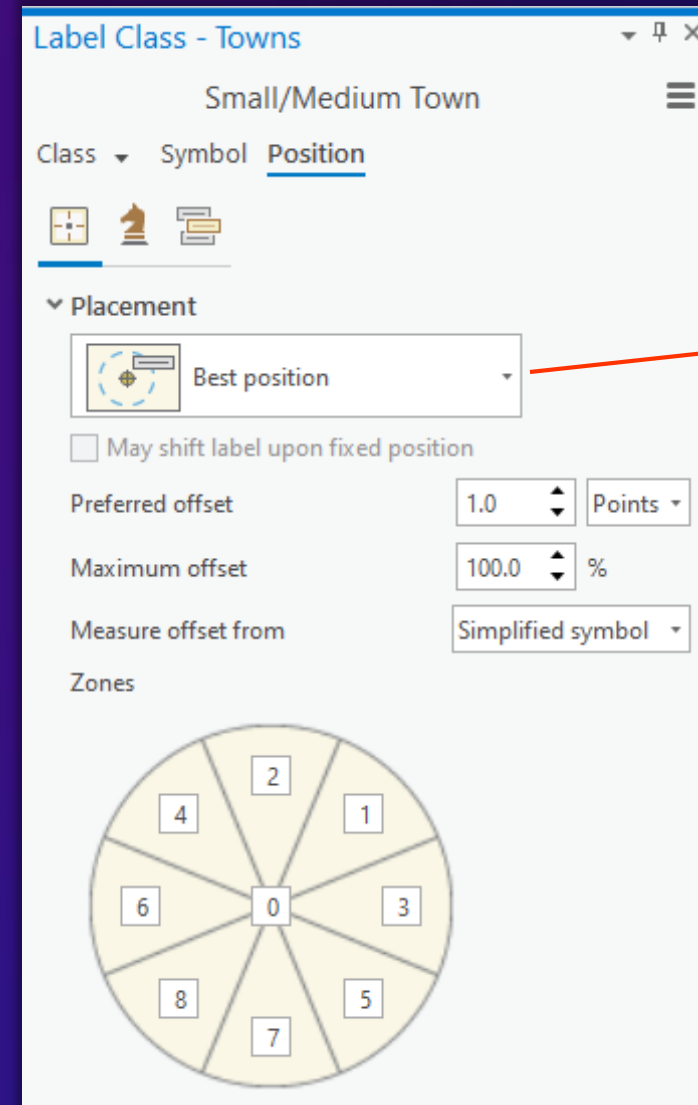 Label Class - Towns
Small/Medium Town
Class Symbol Position
Placement
Best position
May shift label upon fixed position
Preferred offset 1.0 Points
Maximum offset 100.0 %
Measure offset from Simplified symbol
Zones
2
4 1
6 0 3
8 5
7